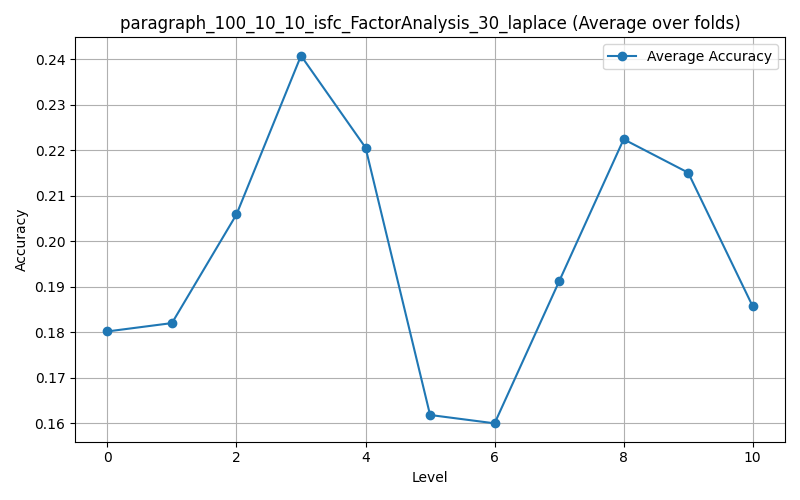 paragraph_100_10_10_isfc_FactorAnalysis_30_laplace (Average over folds)
Average Accuracy
0.24
0.23
0.22
0.21
0.20
0.19
0.18
0.17
0.16
Accuracy
0 2 4 6 8 10
Level